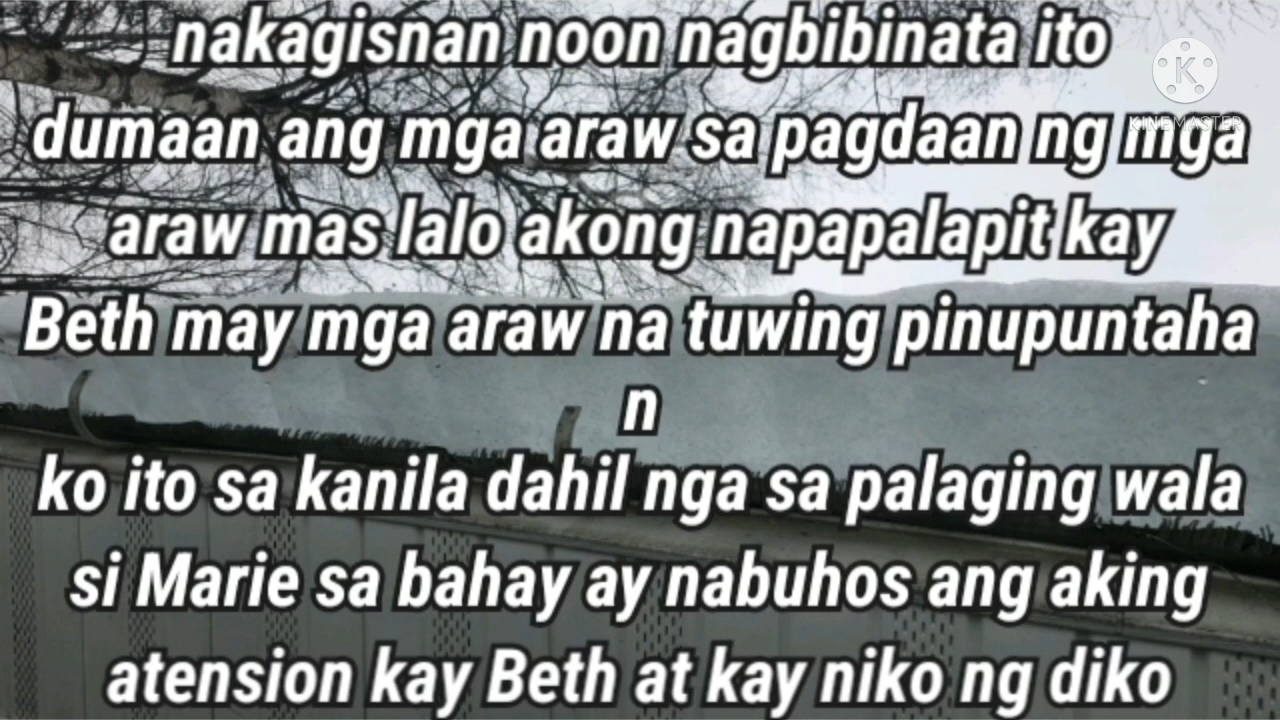 nakagisnan noon nagbibinata ito
dumaan ang mga araw sa pagdaan ng mga
araw mas lalo akong napapalapit kay
Beth may mga araw na tuwing pinupuntaha
n
ko ito sa kanila dahil nga sa palaging wala
si Marie sa bahay ay nabuhos ang aking
atension kay Beth at kay niko ng diko
K
KINEMASTER